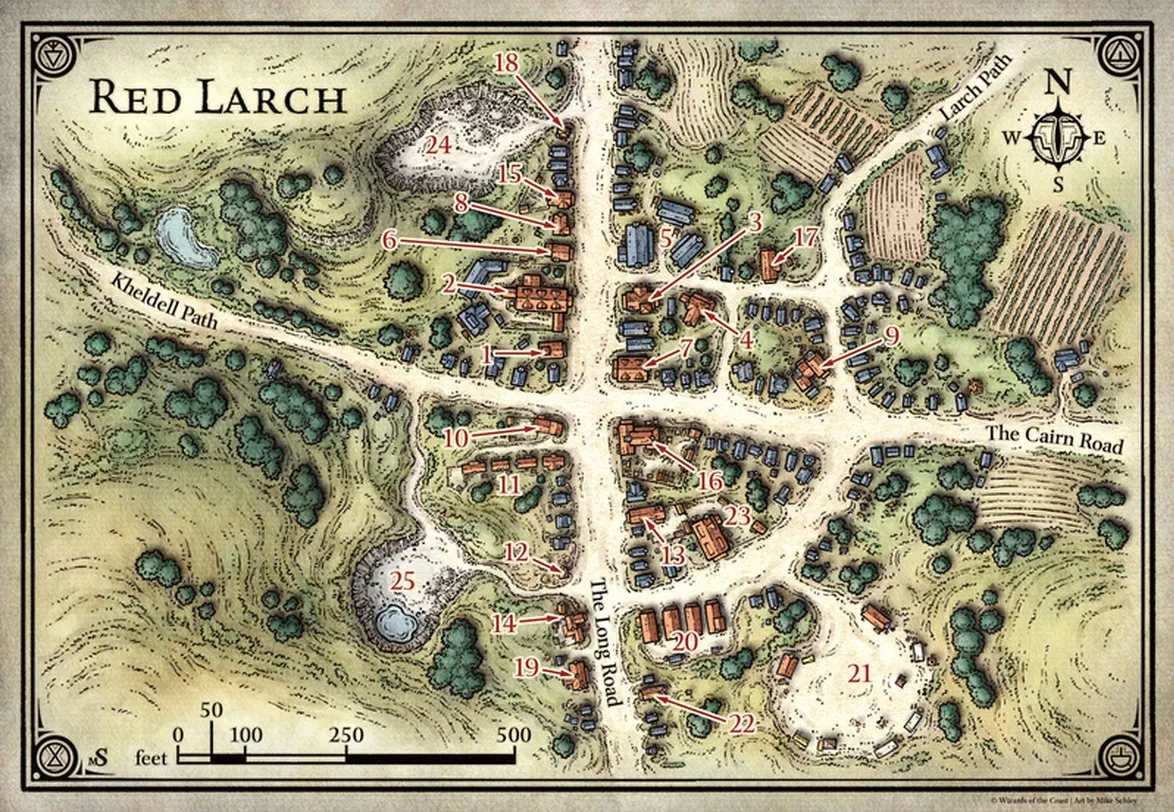 RED LARCH
18
Larch Path
N
W
E
S
24
15
8
3
6
5
17
2
Kheldell Path
4
1
7
9
10
The Cairn Road
16
11
23
12
13
25
The Long Road
14
20
19
21
50
22
0
100
250
500
feet
MS
© Wizards of the Coast | Art by Mike Schley